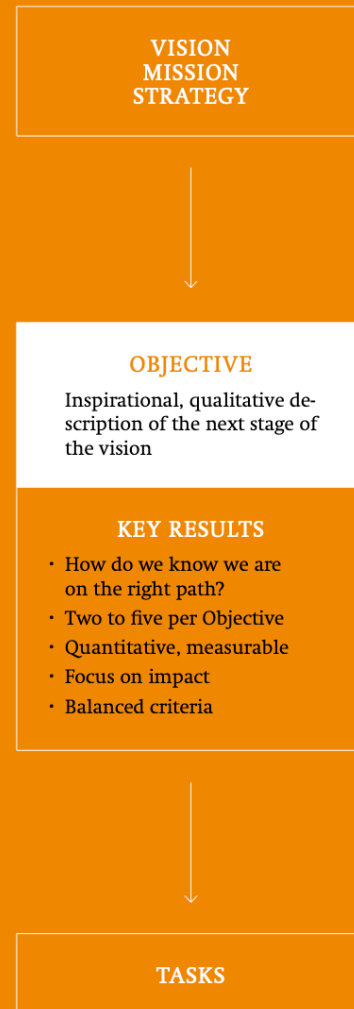 VISION
MISSION
STRATEGY
OBJECTIVE
Inspirational, qualitative de-
scription of the next stage of
the vision
KEY RESULTS
• How do we know we are
on the right path?
• Two to five per Objective
• Quantitative, measurable
• Focus on impact
• Balanced criteria
TASKS